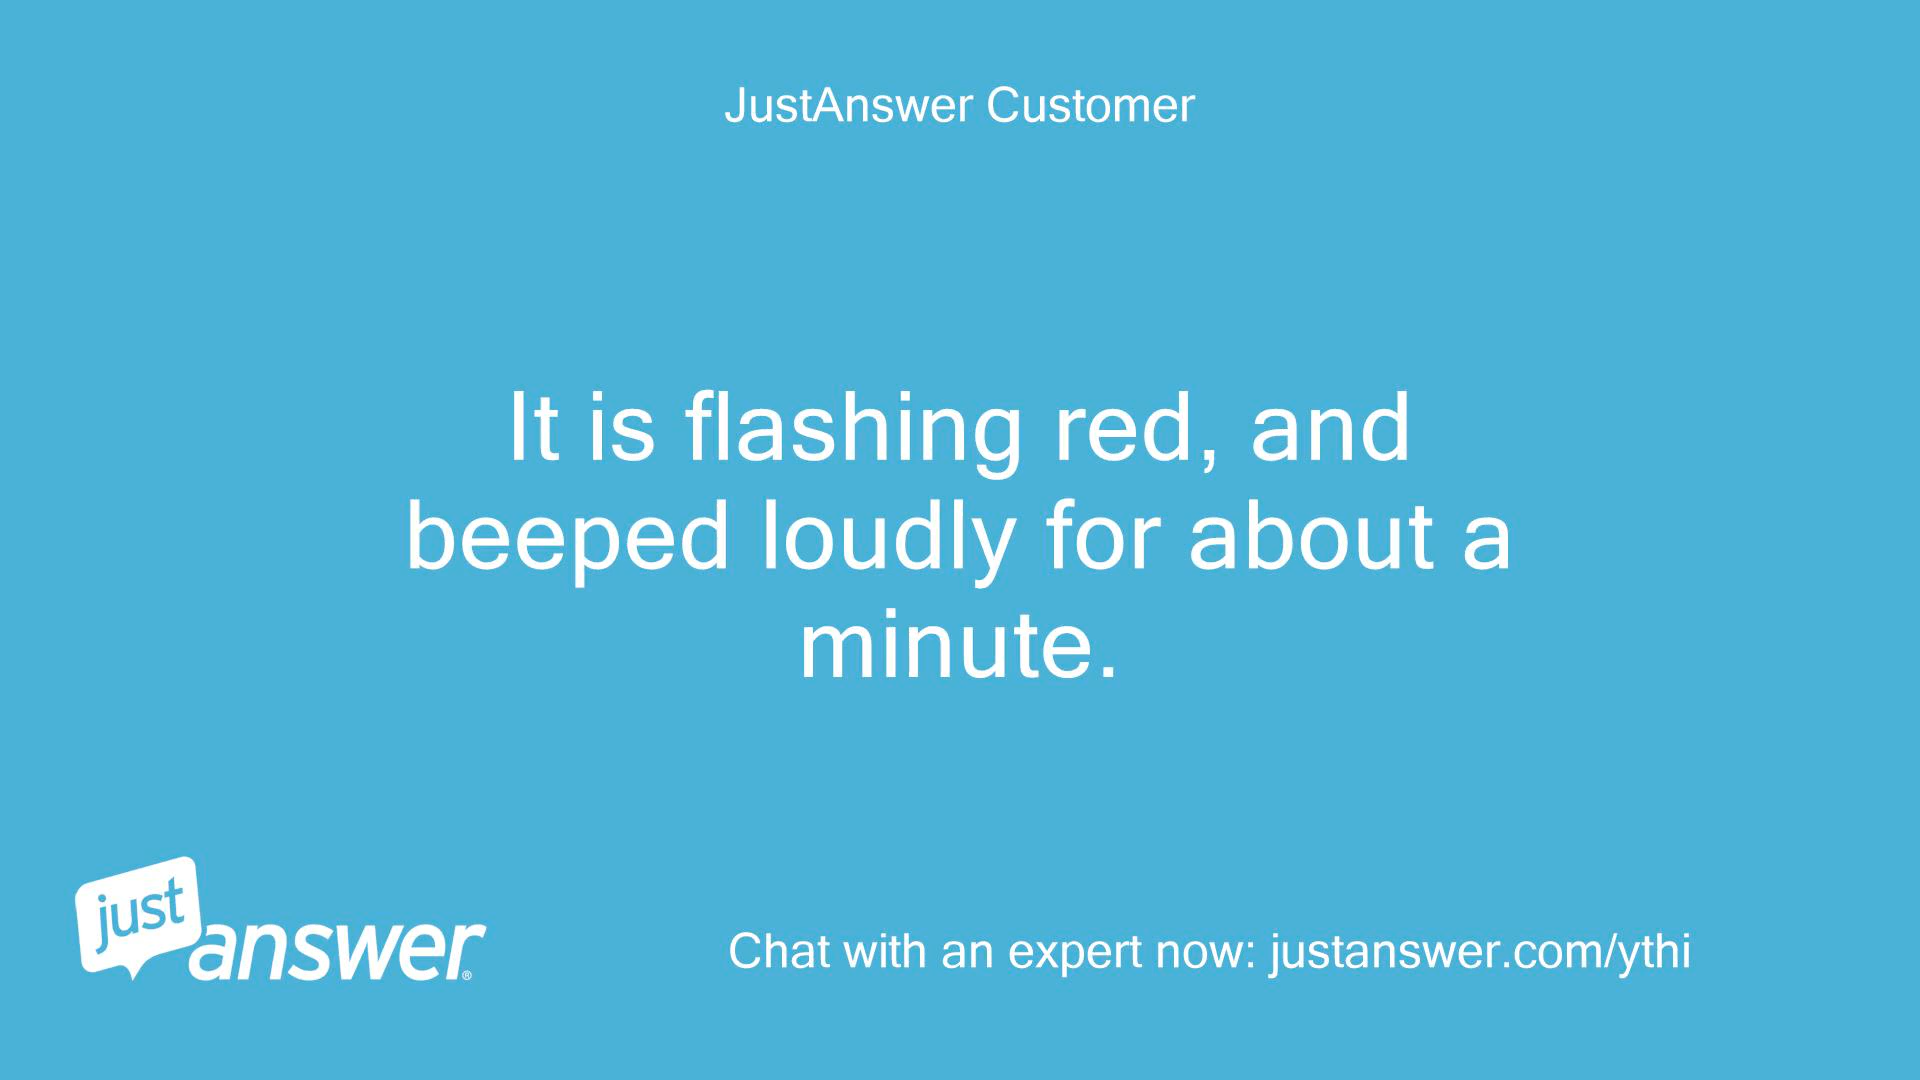 JustAnswer Customer
It is flashing red, and
beeped loudly for about a
minute.
just
answer®
Chat with an expert now: justanswer.com/ythi